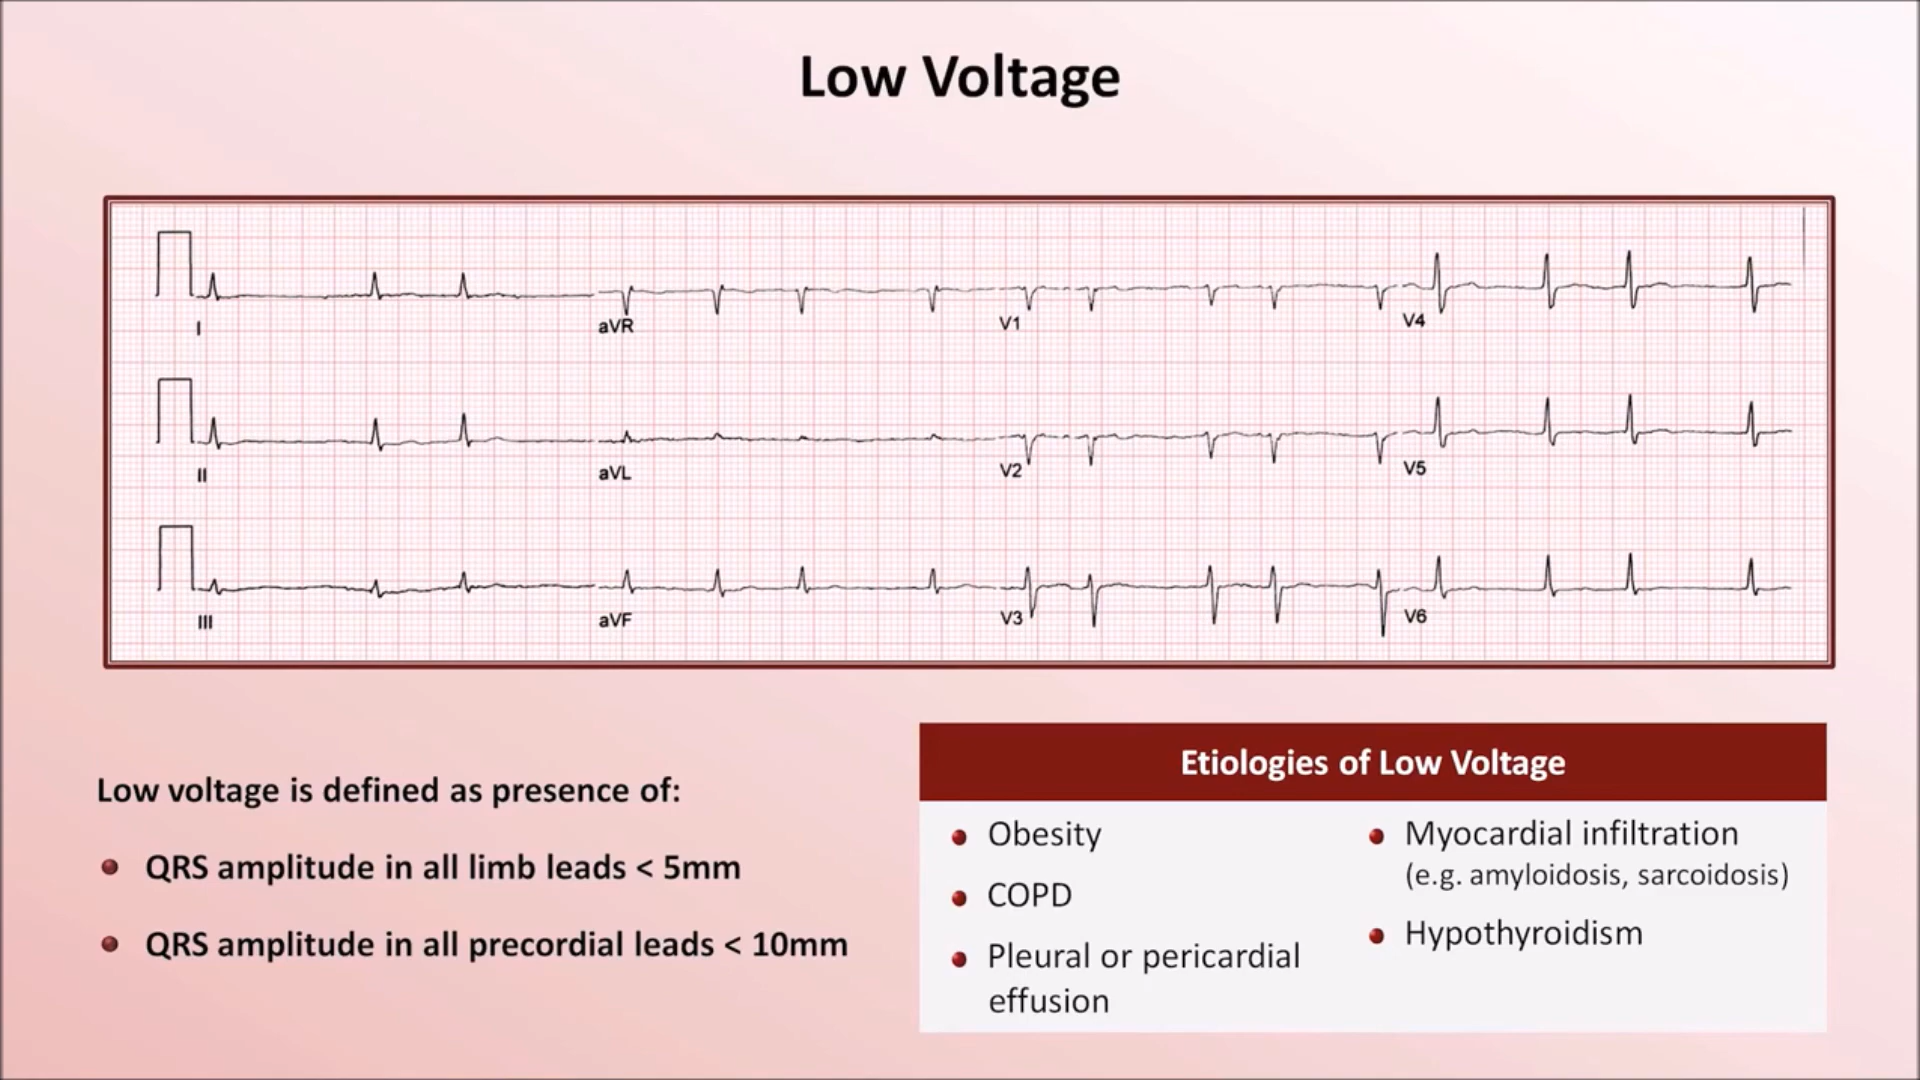 Low Voltage
I
aVR
V1
V4
II
aVL
V2
V5
III
aVF
V3
V6
Low voltage is defined as presence of:
QRS amplitude in all limb leads < 5mm
QRS amplitude in all precordial leads < 10mm
Etiologies of Low Voltage
Obesity
COPD
Pleural or pericardial
effusion
Myocardial infiltration
(e.g. amyloidosis, sarcoidosis)
Hypothyroidism